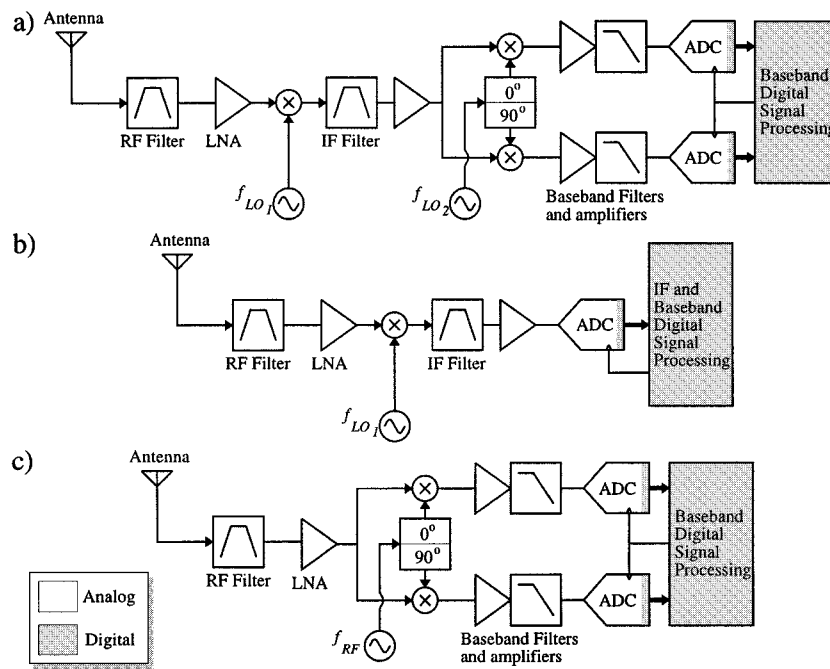 a)
Antenna
RF Filter
LNA
f LO 1
IF Filter
0°
90°
f LO 2
Baseband Filters
and amplifiers
ADC
ADC
Baseband
Digital
Signal
Processing
b)
Antenna
RF Filter
LNA
f LO 1
IF Filter
ADC
IF and
Baseband
Digital
Signal
Processing
c)
Antenna
RF Filter
LNA
0°
90°
f RF
Baseband Filters
and amplifiers
ADC
ADC
Baseband
Digital
Signal
Processing
Analog
Digital